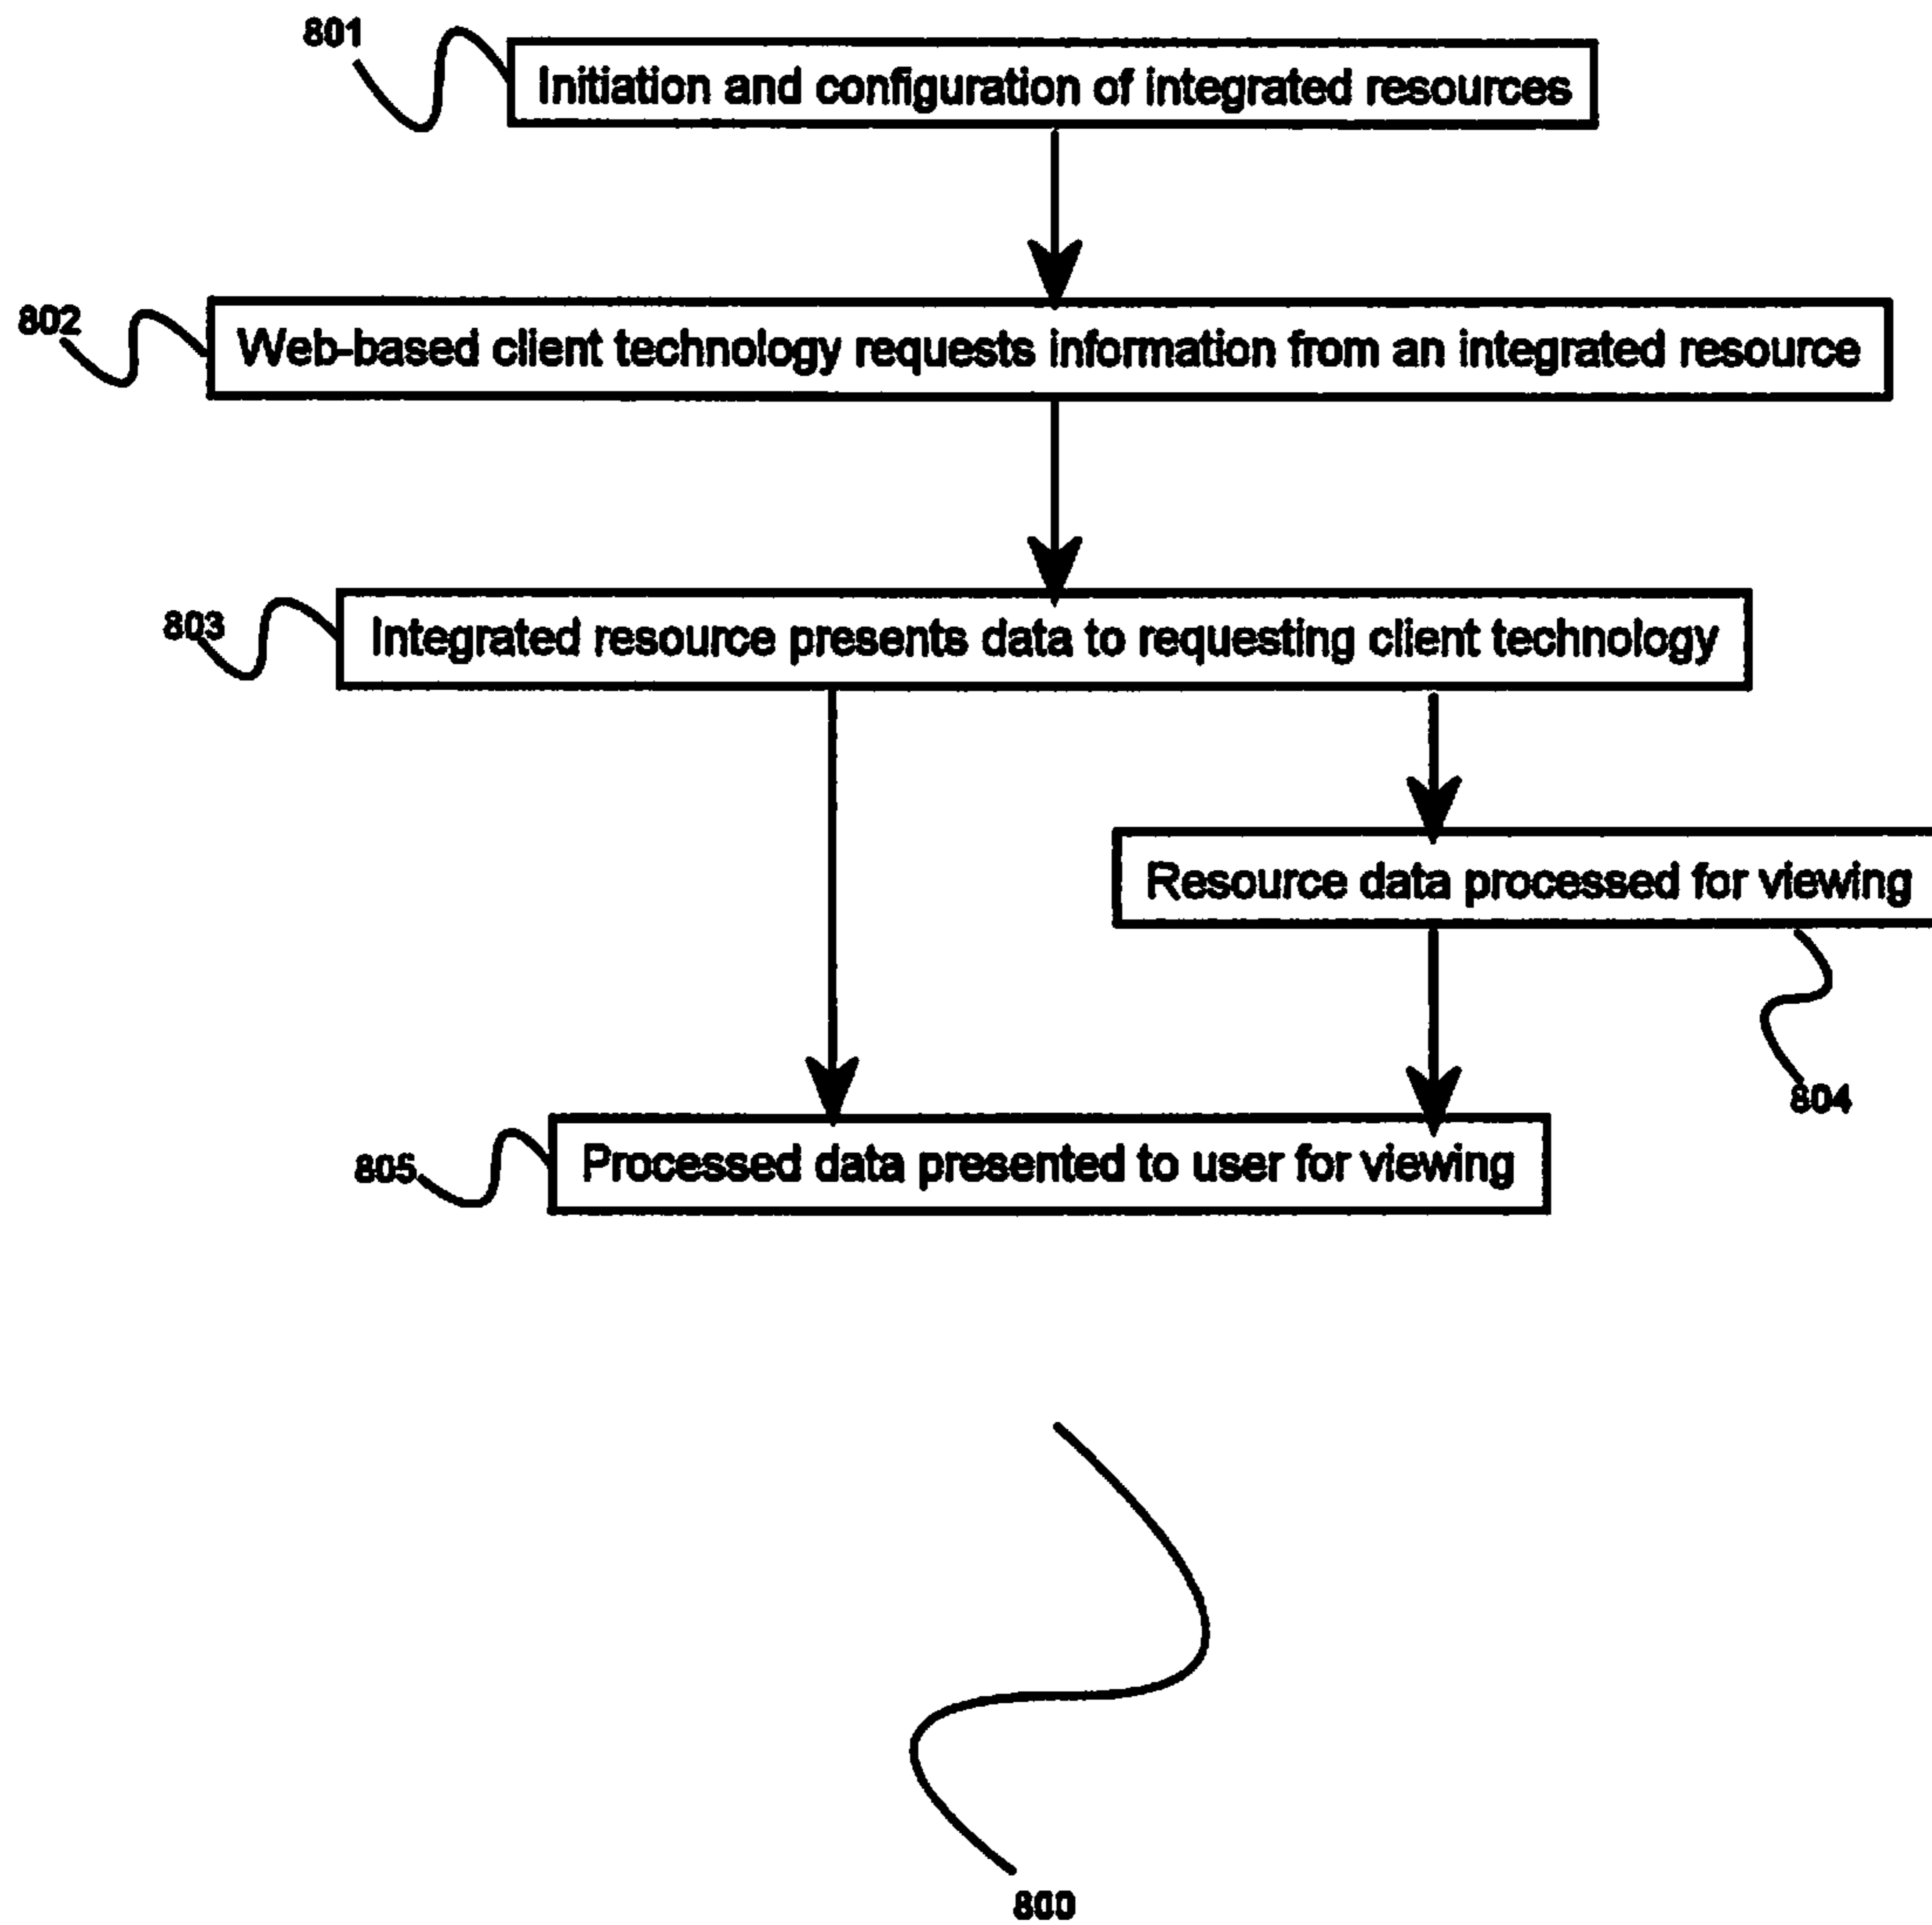 801
Initiation and configuration of integrated resources
802
Web-based client technology requests information from an integrated resource
803
Integrated resource presents data to requesting client technology
Resource data processed for viewing
804
805
Processed data presented to user for viewing
800